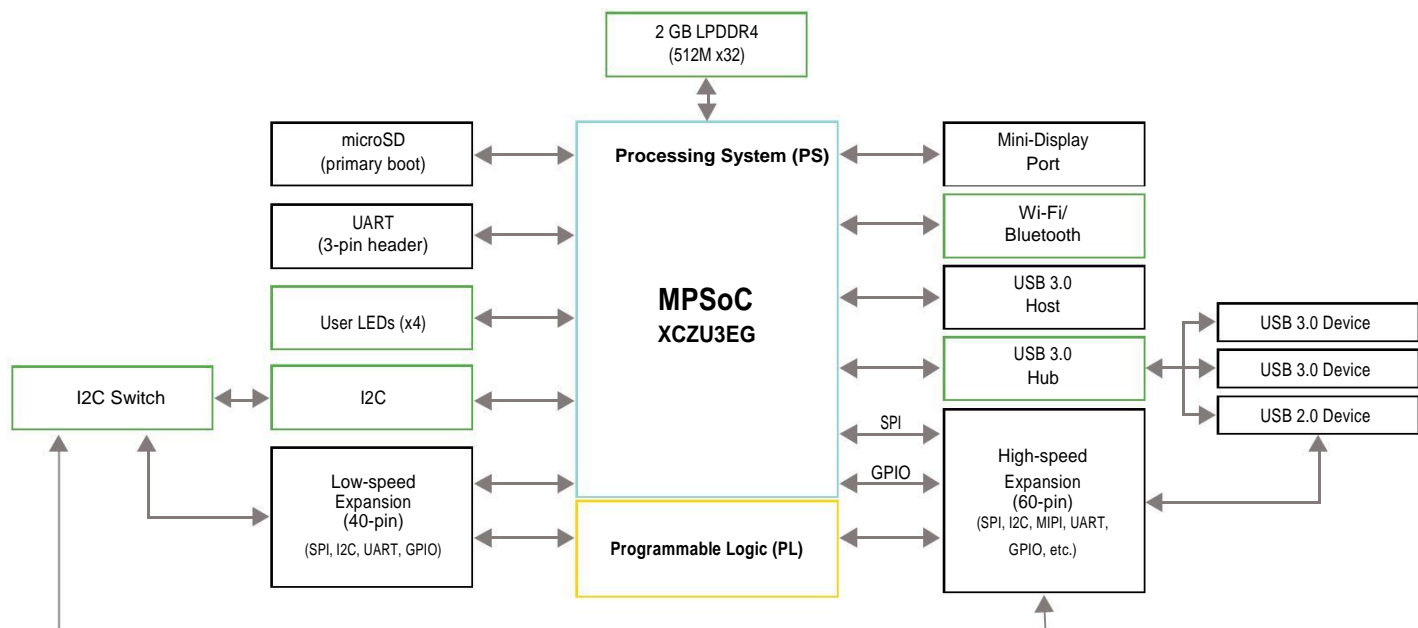 2 GB LPDDR4
(512M x32)
microSD
(primary boot)
Processing System (PS)
Mini-Display
Port
UART
(3-pin header)
Wi-Fi/
Bluetooth
MPSoC
XCZU3EG
USB 3.0
Host
User LEDs (x4)
USB 3.0 Device
USB 3.0
Hub
USB 3.0 Device
I2C Switch
I2C
USB 2.0 Device
SPI
GPIO
Low-speed
Expansion
(40-pin)
(SPI, I2C, UART, GPIO)
High-speed
Expansion
(60-pin)
(SPI, I2C, MIPI, UART,
GPIO, etc.)
Programmable Logic (PL)